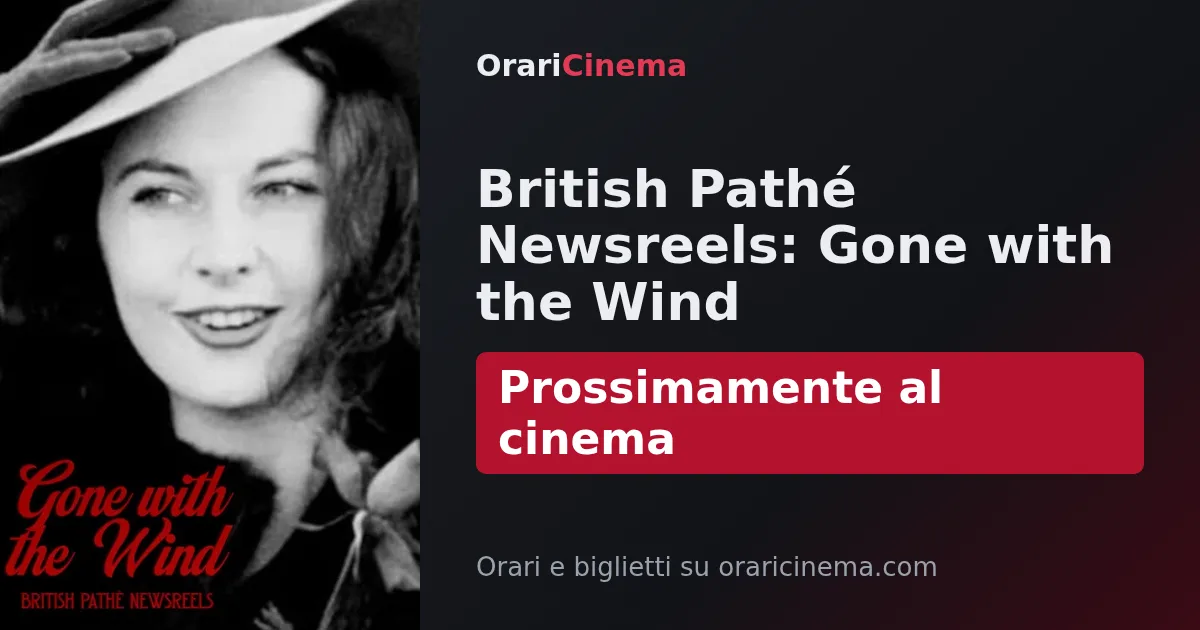 Gone with
the Wind
BRITISH PATHÉ NEWSREELS
OrariCinema
British Pathé
Newsreels: Gone with
the Wind
Prossimamente al
cinema
Orari e biglietti su oraricinema.com